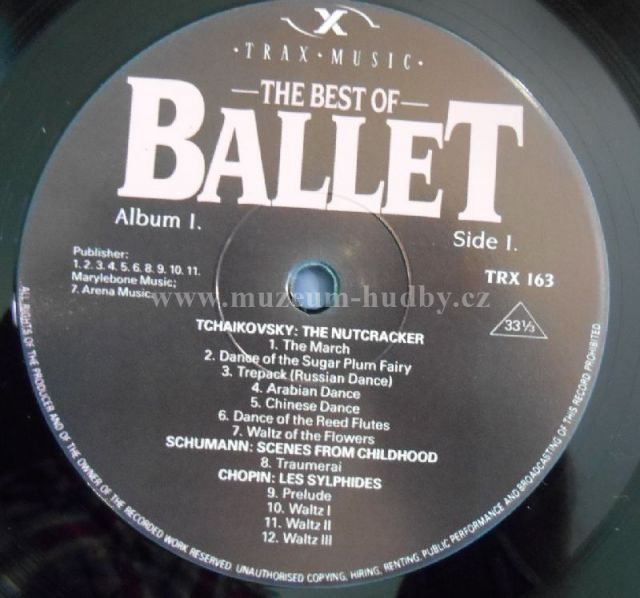 X
·TRAX·MUSIC·
—THE BEST OF—
BALLET
Album I.
Side I.
Publisher:
1. 2. 3. 4. 5. 6. 8. 9. 10. 11.
Marylebone Music;
7. Arena Music.
TRX 163
www.muzeum-hudby.cz
33⅓
TCHAIKOVSKY: THE NUTCRACKER
1. The March
2. Dance of the Sugar Plum Fairy
3. Trepack (Russian Dance)
4. Arabian Dance
5. Chinese Dance
6. Dance of the Reed Flutes
7. Waltz of the Flowers
SCHUMANN: SCENES FROM CHILDHOOD
8. Traumerai
CHOPIN: LES SYLPHIDES
9. Prelude
10. Waltz I
11. Waltz II
12. Waltz III
ALL RIGHTS OF THE PRODUCER AND OF THE OWNER OF THE RECORDED WORK RESERVED. UNAUTHORISED COPYING, HIRING, RENTING, PUBLIC PERFORMANCE AND BROADCASTING OF THIS RECORD PROHIBITED